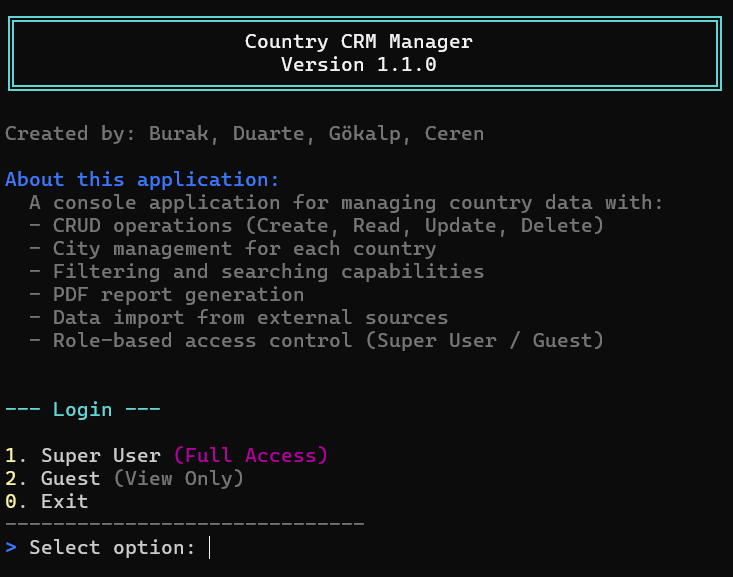 Country CRM Manager
Version 1.1.0
Created by: Burak, Duarte, Gökalp, Ceren
About this application:
A console application for managing country data with:
- CRUD operations (Create, Read, Update, Delete)
- City management for each country
- Filtering and searching capabilities
- PDF report generation
- Data import from external sources
- Role-based access control (Super User / Guest)
--- Login ---
1. Super User (Full Access)
2. Guest (View Only)
0. Exit
------------------------------
> Select option: